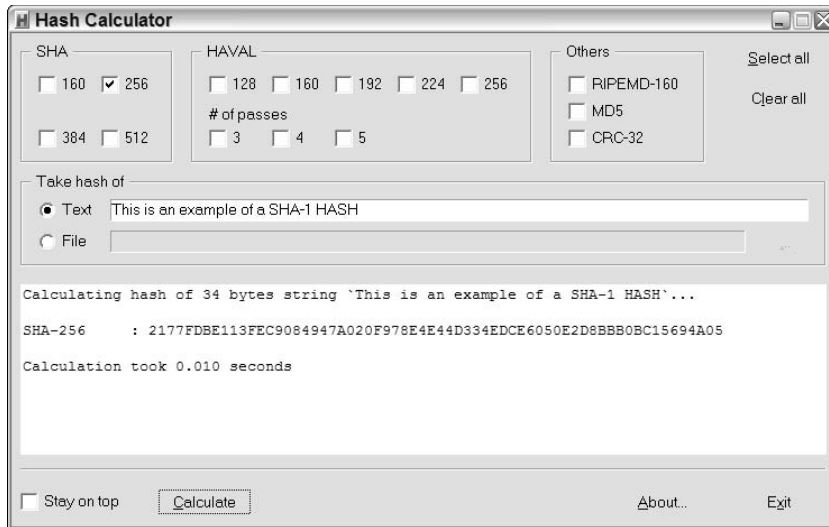 Hash Calculator
SHA
160 256
384 512
HAVAL
128 160 192 224 256
# of passes
3 4 5
Others
RIPEMD-160
MD5
CRC-32
Select all
Clear all
Take hash of
Text This is an example of a SHA-1 HASH
File
...
Calculating hash of 34 bytes string `This is an example of a SHA-1 HASH`...
SHA-256 : 2177FDBE113FEC9084947A020F978E4E44D334EDCE6050E2D8BBB0BC15694A05
Calculation took 0.010 seconds
Stay on top Calculate About... Exit